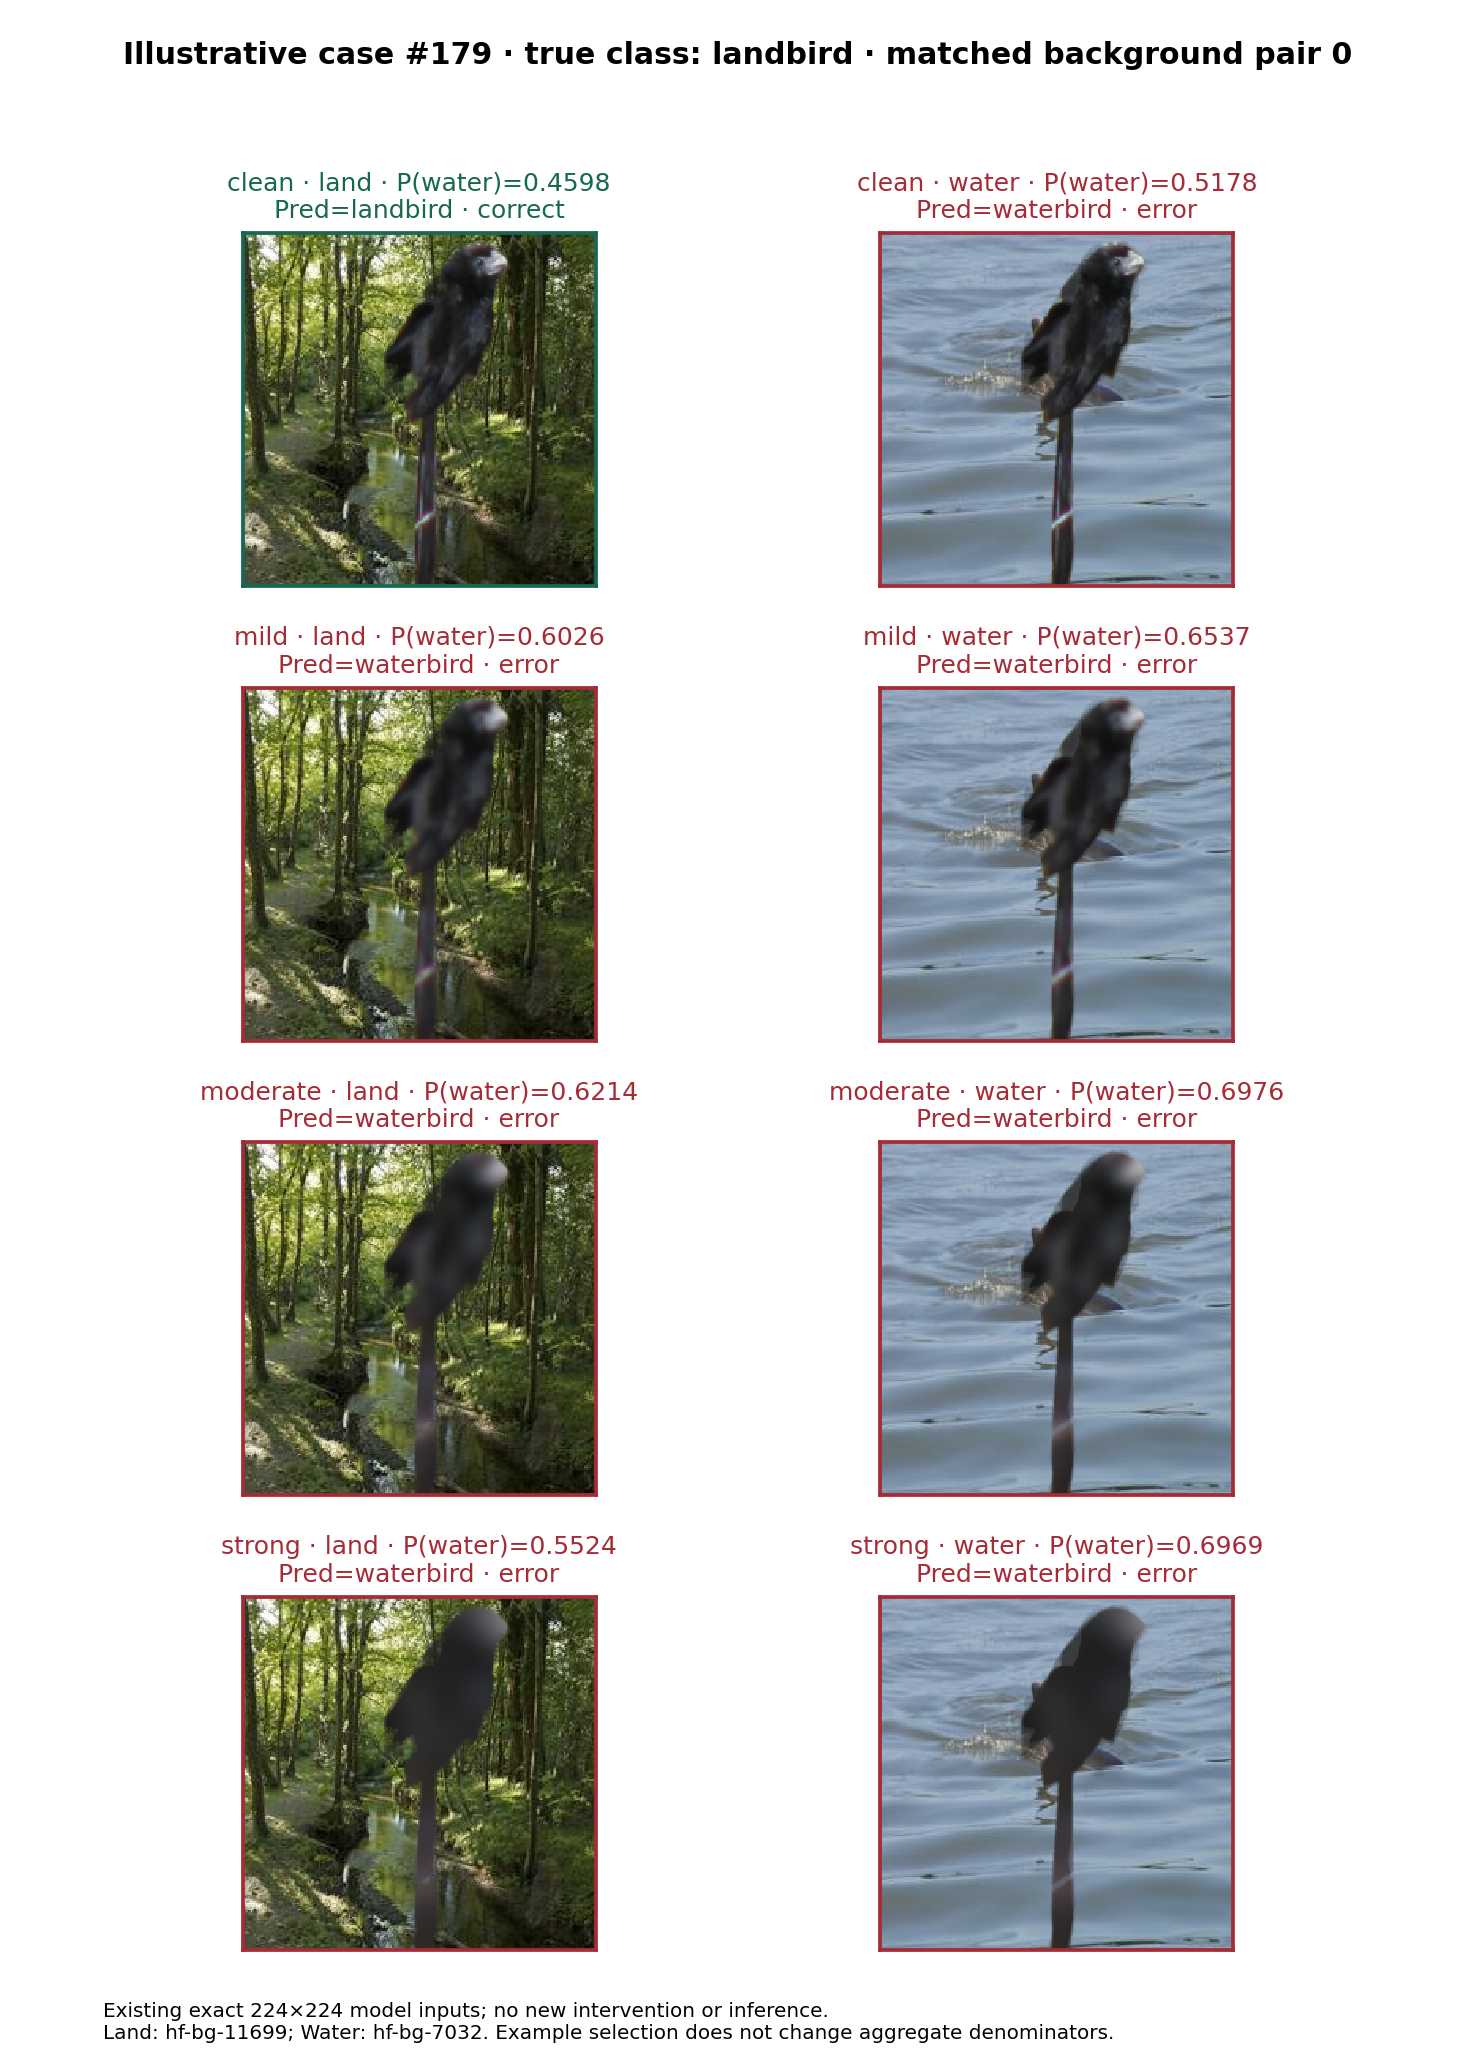 Illustrative case #179 · true class: landbird · matched background pair 0
clean · land · P(water)=0.4598
Pred=landbird · correct
clean · water · P(water)=0.5178
Pred=waterbird · error
mild · land · P(water)=0.6026
Pred=waterbird · error
mild · water · P(water)=0.6537
Pred=waterbird · error
moderate · land · P(water)=0.6214
Pred=waterbird · error
moderate · water · P(water)=0.6976
Pred=waterbird · error
strong · land · P(water)=0.5524
Pred=waterbird · error
strong · water · P(water)=0.6969
Pred=waterbird · error
Existing exact 224×224 model inputs; no new intervention or inference.
Land: hf-bg-11699; Water: hf-bg-7032. Example selection does not change aggregate denominators.